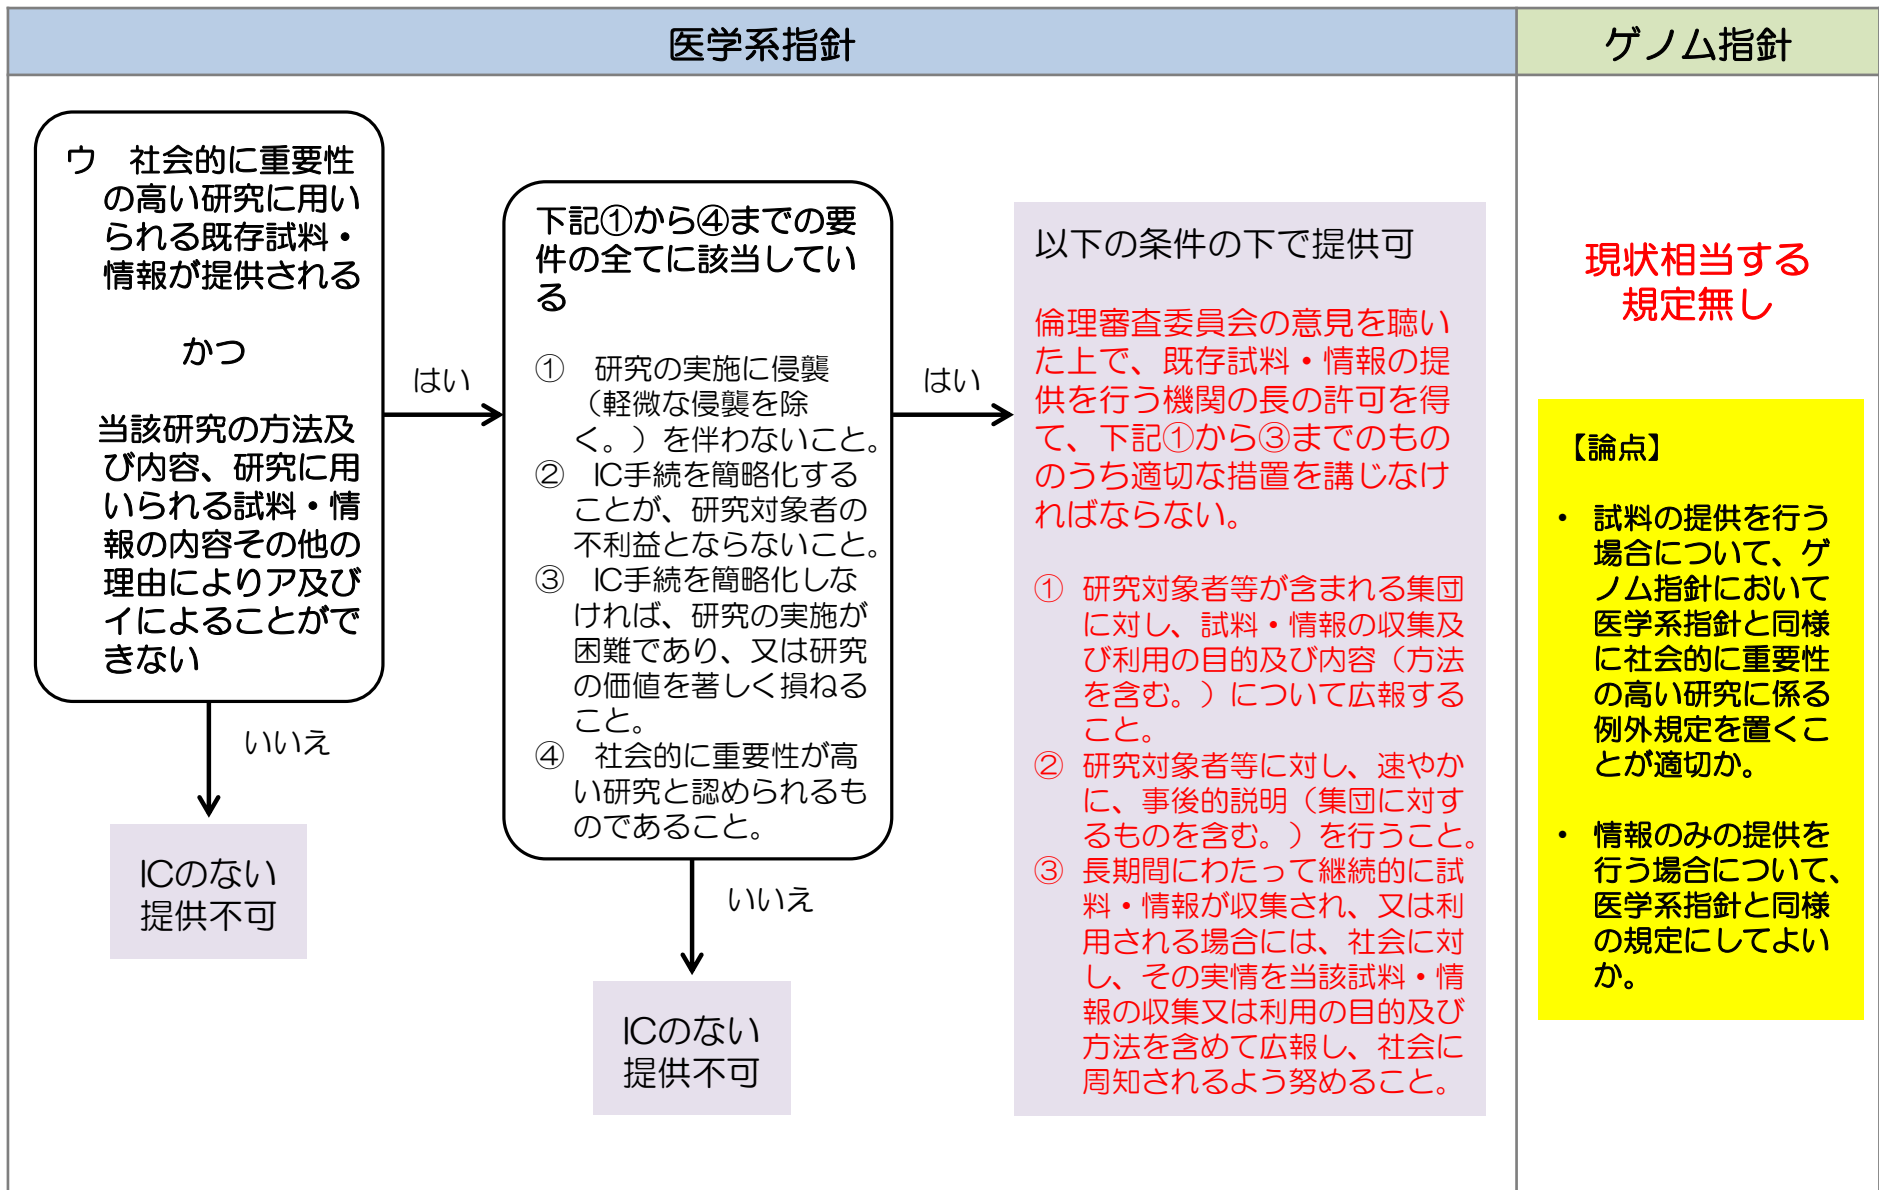 医学系指針
ゲノム指針
ウ　社会的に重要性
の高い研究に用い
られる既存試料・
情報が提供される
かつ
当該研究の方法及
び内容、研究に用
いられる試料・情
報の内容その他の
理由によりア及び
イによることがで
きない
はい
いいえ
ICのない
提供不可
下記①から④までの要
件の全てに該当してい
る
①　研究の実施に侵襲
（軽微な侵襲を除
く。）を伴わないこと。
②　IC手続を簡略化する
ことが、研究対象者の
不利益とならないこと。
③　IC手続を簡略化しな
ければ、研究の実施が
困難であり、又は研究
の価値を著しく損ねる
こと。
④　社会的に重要性が高
い研究と認められるも
のであること。
はい
いいえ
ICのない
提供不可
以下の条件の下で提供可
倫理審査委員会の意見を聴い
た上で、既存試料・情報の提
供を行う機関の長の許可を得
て、下記①から③までのもの
のうち適切な措置を講じなけ
ればならない。
①　研究対象者等が含まれる集団
に対し、試料・情報の収集及
び利用の目的及び内容（方法
を含む。）について広報する
こと。
②　研究対象者等に対し、速やか
に、事後的説明（集団に対す
るものを含む。）を行うこと。
③　長期間にわたって継続的に試
料・情報が収集され、又は利
用される場合には、社会に対
し、その実情を当該試料・情
報の収集又は利用の目的及び
方法を含めて広報し、社会に
周知されるよう努めること。
現状相当する
規定無し
【論点】
・　試料の提供を行う
場合について、ゲ
ノム指針において
医学系指針と同様
に社会的に重要性
の高い研究に係る
例外規定を置くこ
とが適切か。
・　情報のみの提供を
行う場合について、
医学系指針と同様
の規定にしてよい
か。